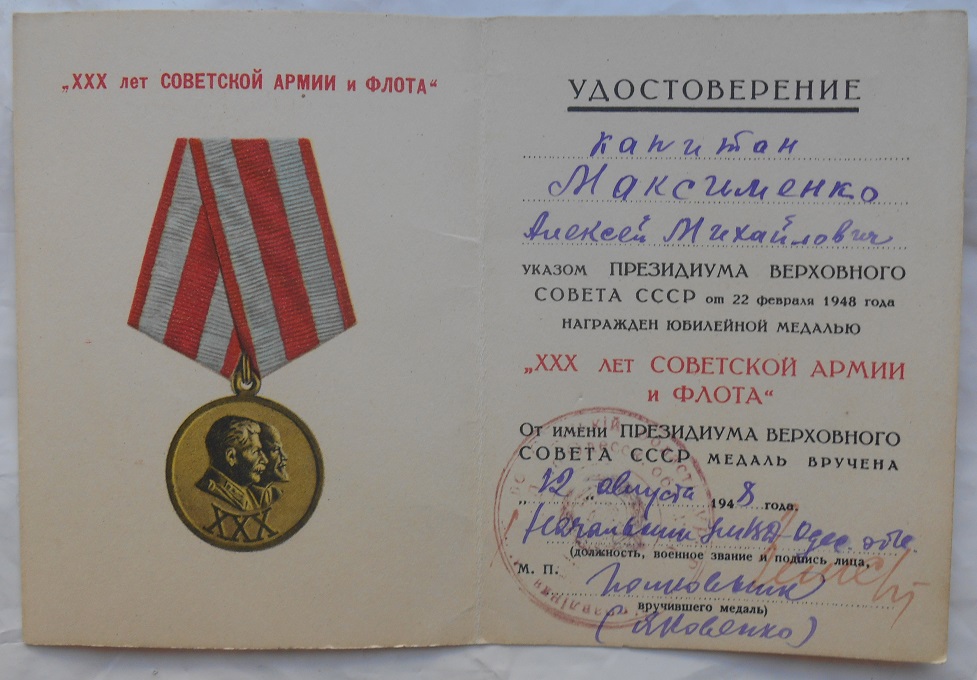 „XXX лет СОВЕТСКОЙ АРМИИ и ФЛОТА“
XXX
УДОСТОВЕРЕНИЕ
капитан
Максименко
Алексей Михайлович
УКАЗОМ ПРЕЗИДИУМА ВЕРХОВНОГО
СОВЕТА СССР от 22 февраля 1948 года
НАГРАЖДЕН ЮБИЛЕЙНОЙ МЕДАЛЬЮ
„XXX ЛЕТ СОВЕТСКОЙ АРМИИ
и ФЛОТА“
От имени ПРЕЗИДИУМА ВЕРХОВНОГО
СОВЕТА СССР МЕДАЛЬ ВРУЧЕНА
„12“ августа 1948 года.
Начальник
(должность, военное звание и подпись лица,
М. П. Полковник
вручившего медаль)
(Яковенко)